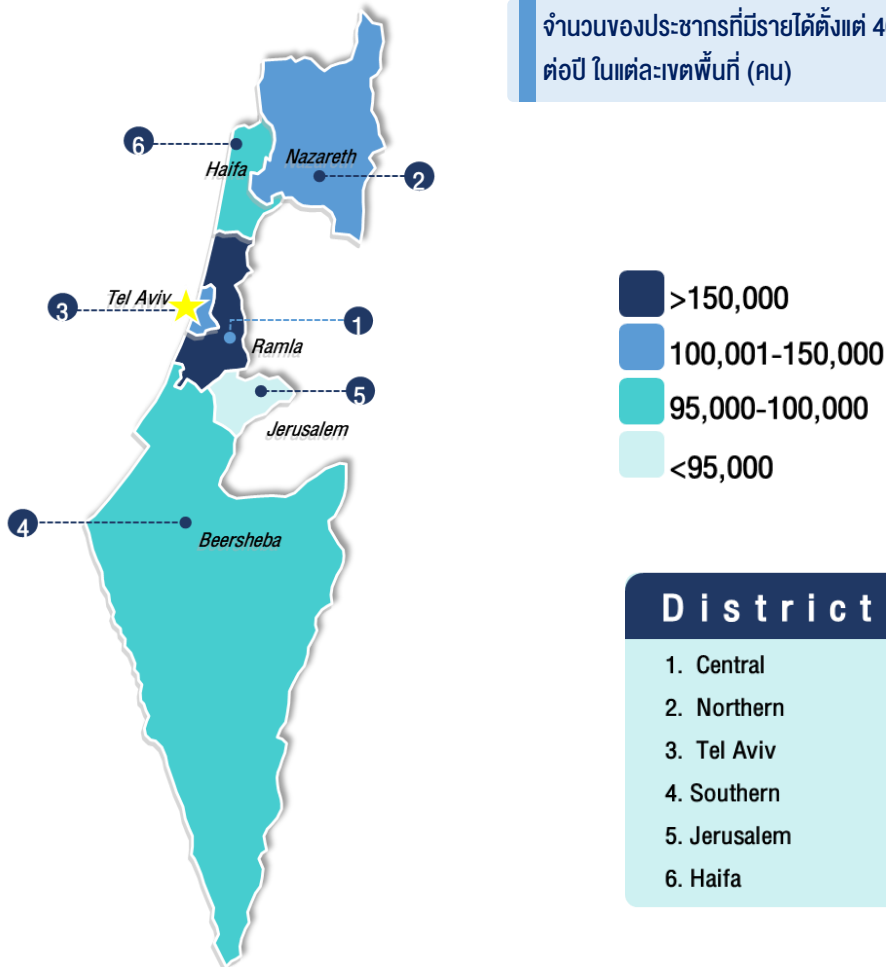 จำนวนของประชากรที่มีรายได้ตั้งแต่
ต่อปี ในแต่ละเขตพื้นที่ (คน)
6
Haifa
Nazareth
2
Tel Aviv
3
1
Ramla
5
Jerusalem
4
Beersheba
>150,000
100,001-150,000
95,000-100,000
<95,000
District
1. Central
2. Northern
3. Tel Aviv
4. Southern
5. Jerusalem
6. Haifa